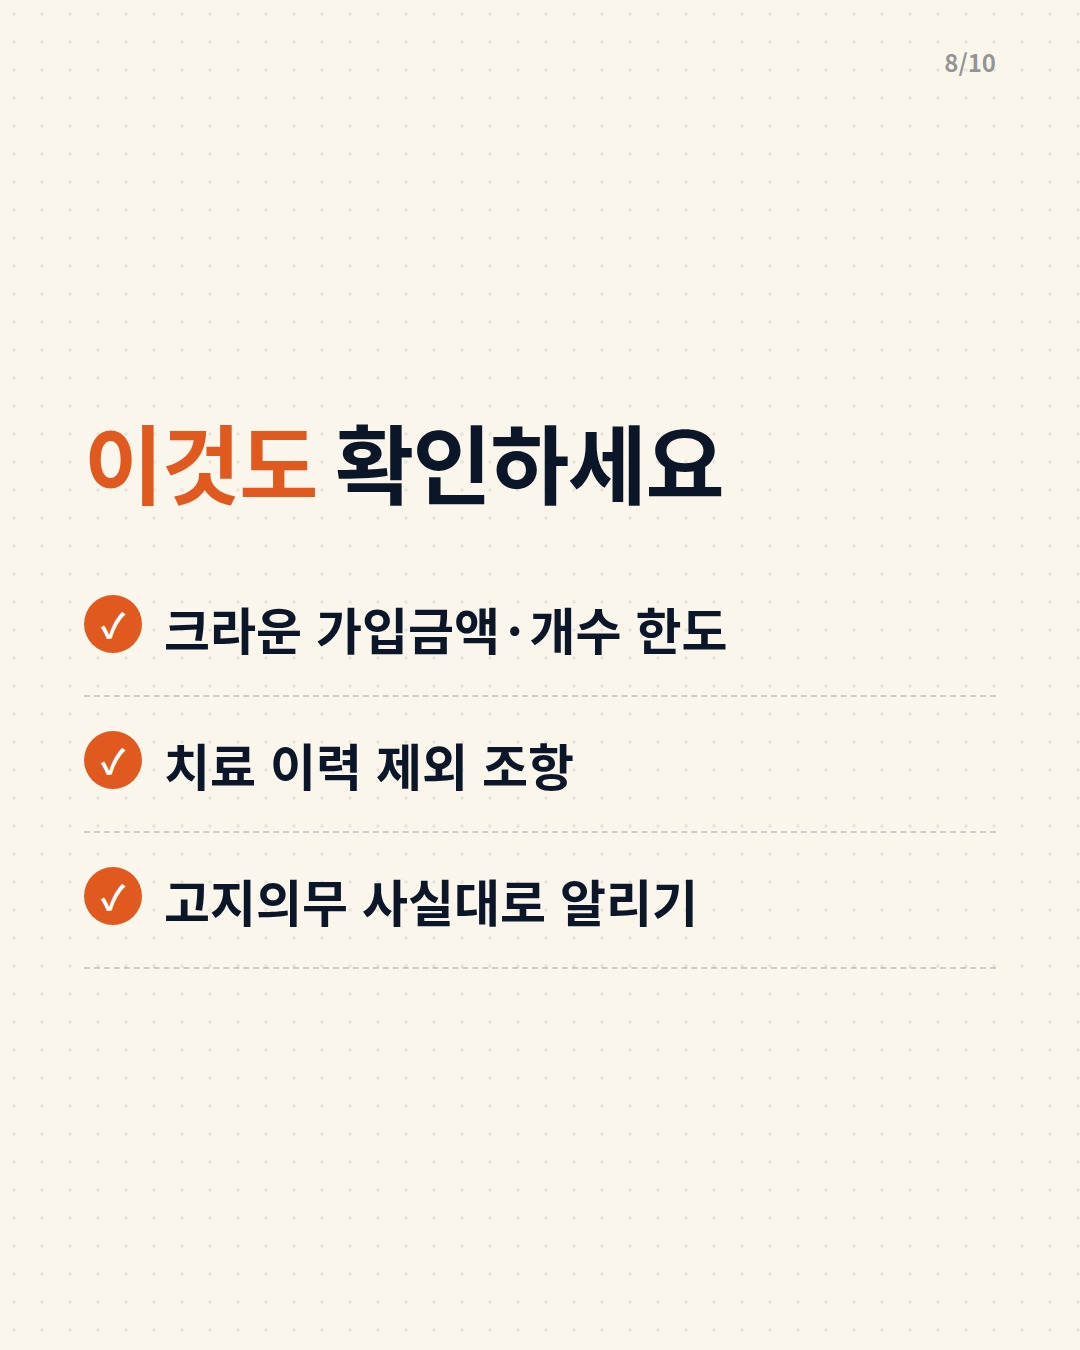 8/10
이것도 확인하세요
✓ 크라운 가입금액·개수 한도
✓ 치료 이력 제외 조항
✓ 고지의무 사실대로 알리기